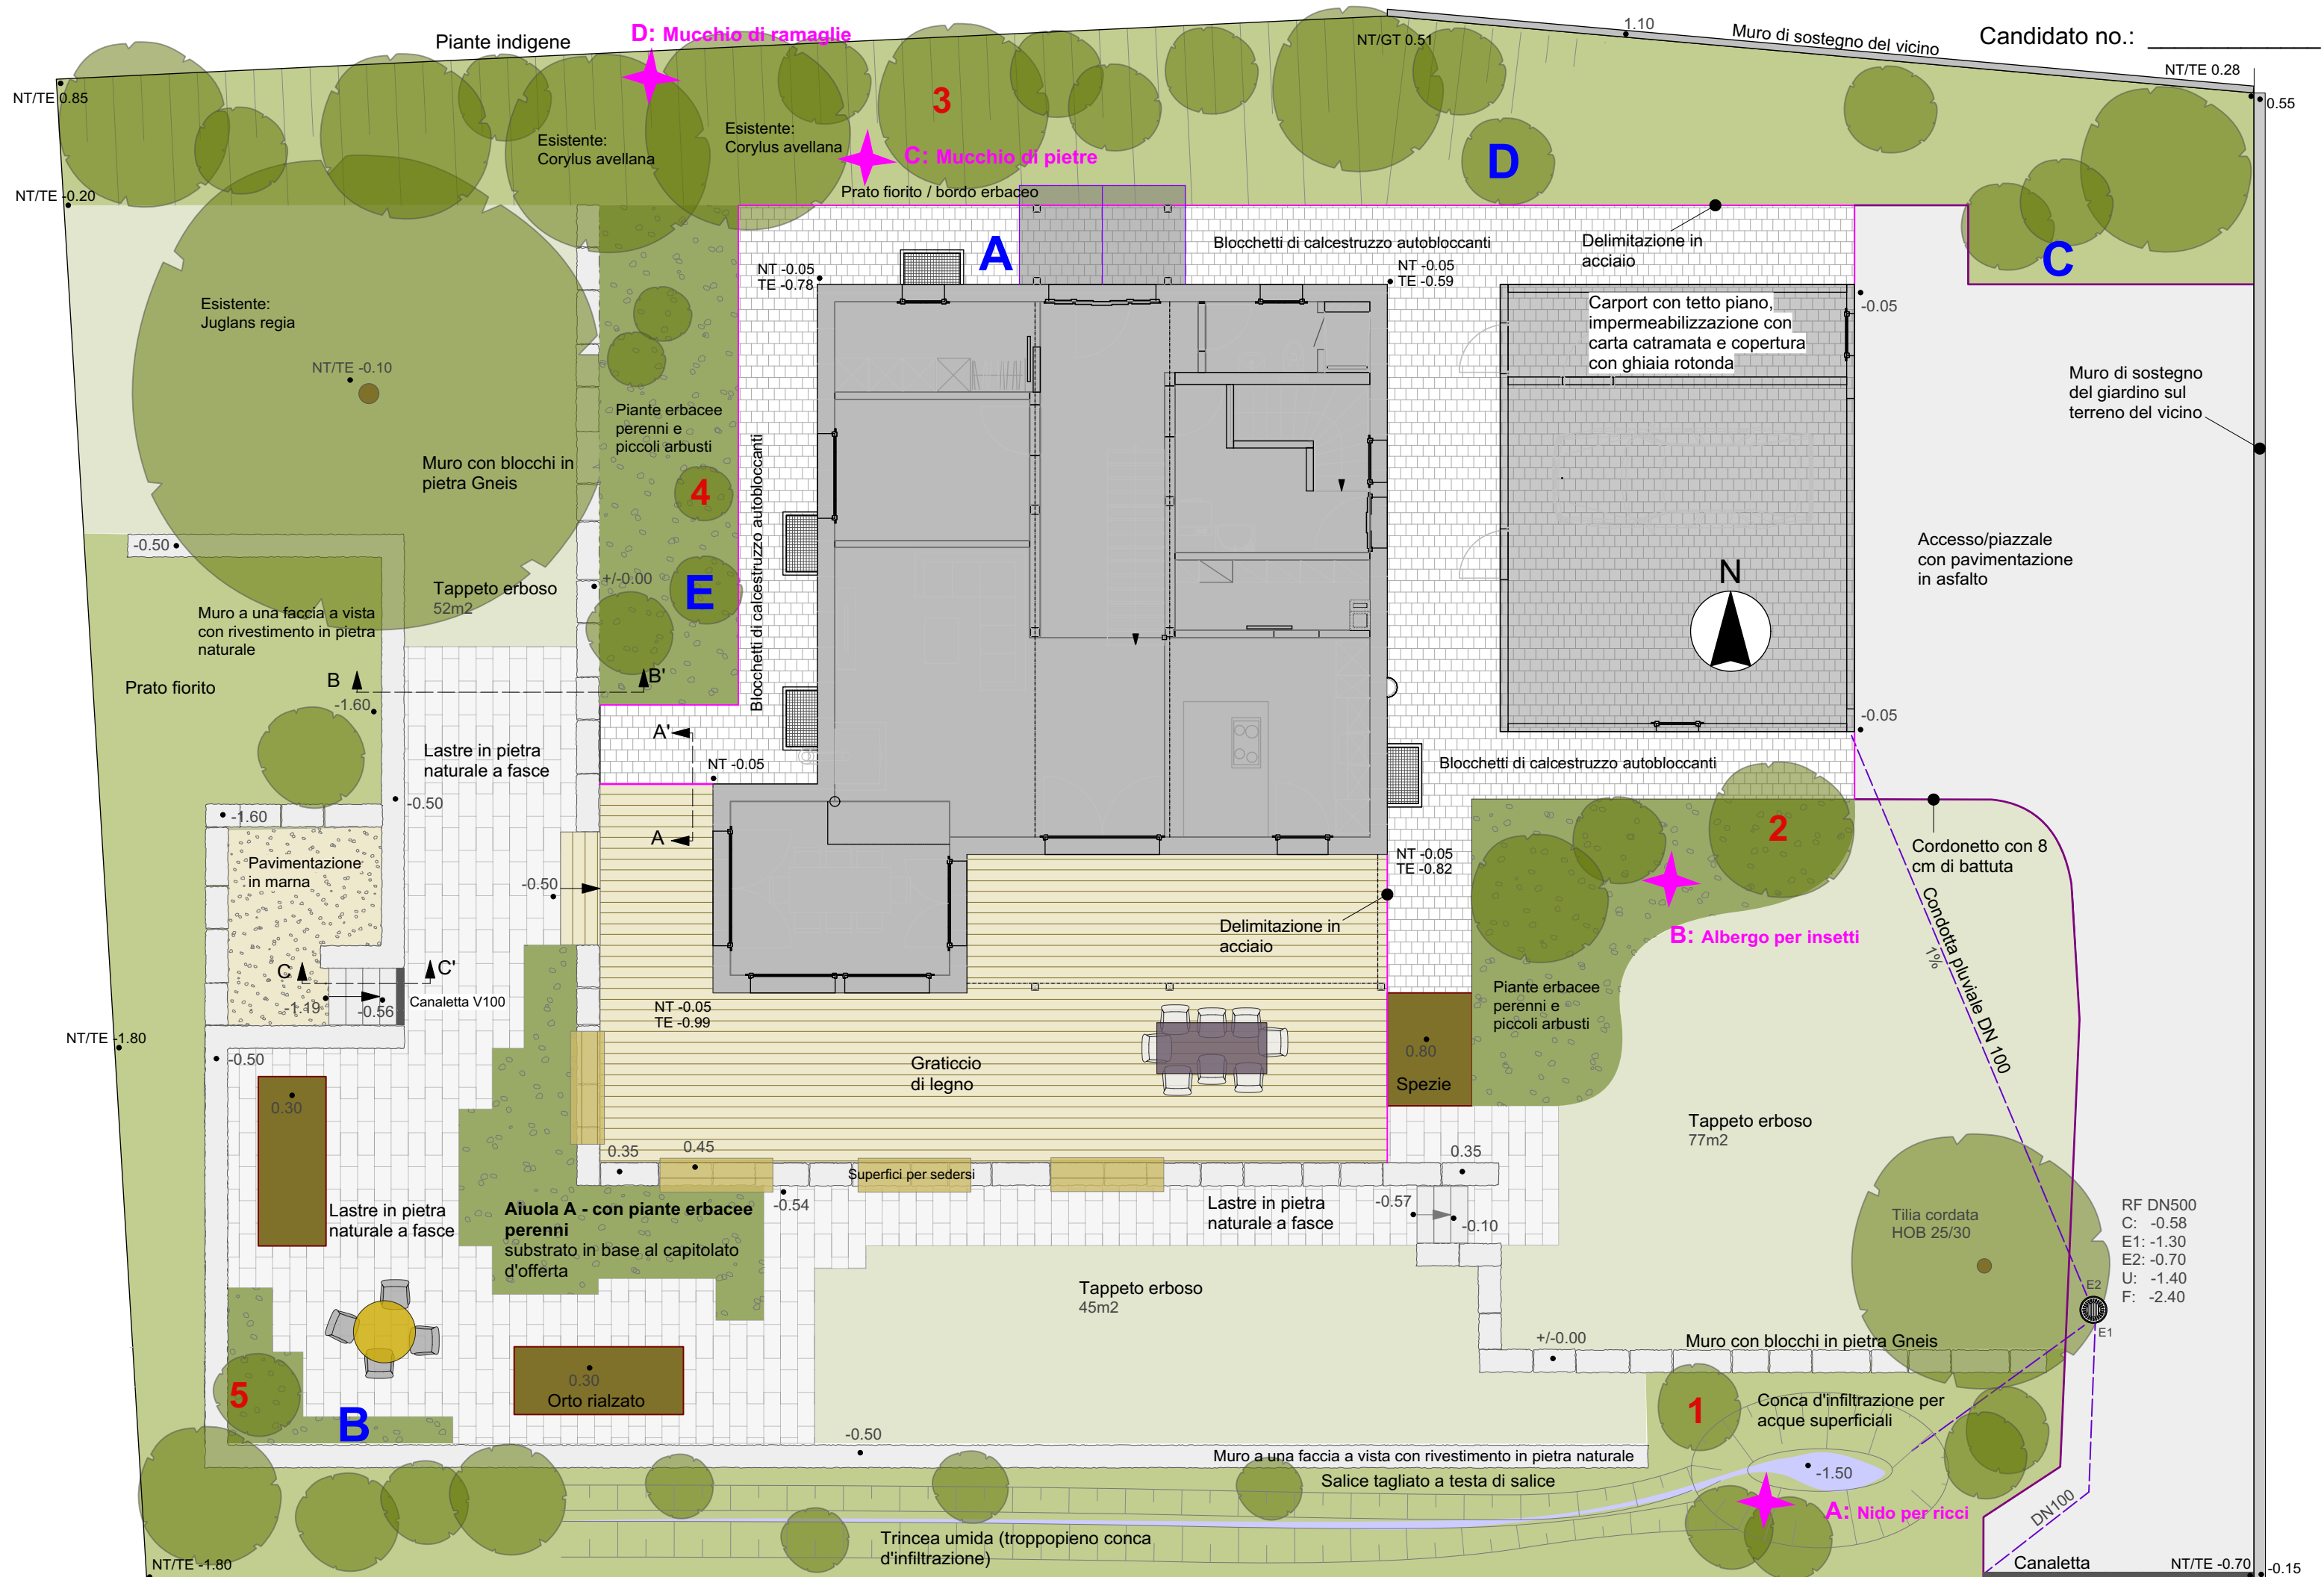 Candidato no.: ____________
D: Mucchio di ramaglie
Piante indigene
1.10
Muro di sostegno del vicino
NT/GT 0.51
NT/TE 0.28
NT/TE 0.85
0.55
3
Esistente:
Corylus avellana
Esistente:
Corylus avellana
C: Mucchio di pietre
D
Prato fiorito / bordo erbaceo
NT/TE -0.20
A
Blocchetti di calcestruzzo autobloccanti
Delimitazione in
acciaio
C
NT -0.05
TE -0.78
NT -0.05
TE -0.59
Esistente:
Juglans regia
Carport con tetto piano,
impermeabilizzazione con
carta catramata e copertura
con ghiaia rotonda
-0.05
NT/TE -0.10
Muro di sostegno
del giardino sul
terreno del vicino
Piante erbacee
perenni e
piccoli arbusti
Muro con blocchi in
pietra Gneis
4
Blocchetti di calcestruzzo autobloccanti
-0.50
Accesso/piazzale
con pavimentazione
in asfalto
N
+/-0.00
E
Tappeto erboso
52m2
Muro a una faccia a vista
con rivestimento in pietra
naturale
Prato fiorito
B
B'
-1.60
A'
-0.05
Lastre in pietra
naturale a fasce
NT -0.05
Blocchetti di calcestruzzo autobloccanti
-0.50
-1.60
2
A
Pavimentazione
in marna
-0.50
NT -0.05
TE -0.82
Cordonetto con 8
cm di battuta
Condotta pluviale DN 100
1%
Delimitazione in
acciaio
B: Albergo per insetti
C
C'
-1.19
-0.56
Canaletta V100
NT -0.05
TE -0.99
Piante erbacee
perenni e
piccoli arbusti
NT/TE -1.80
-0.50
0.80
Spezie
Graticcio
di legno
0.30
Tappeto erboso
77m2
0.35
0.45
Superfici per sedersi
0.35
-0.54
-0.57
-0.10
Lastre in pietra
naturale a fasce
Aiuola A - con piante erbacee
perenni
substrato in base al capitolato
d'offerta
Lastre in pietra
naturale a fasce
Tilia cordata
HOB 25/30
RF DN500
C: -0.58
E1: -1.30
E2: -0.70
U: -1.40
F: -2.40
E2
E1
Tappeto erboso
45m2
+/-0.00
Muro con blocchi in pietra Gneis
0.30
Orto rialzato
5
B
1
Conca d'infiltrazione per
acque superficiali
-0.50
Muro a una faccia a vista con rivestimento in pietra naturale
-1.50
Salice tagliato a testa di salice
A: Nido per ricci
DN100
Trincea umida (troppopieno conca
d'infiltrazione)
NT/TE -1.80
Canaletta
NT/TE -0.70
-0.15